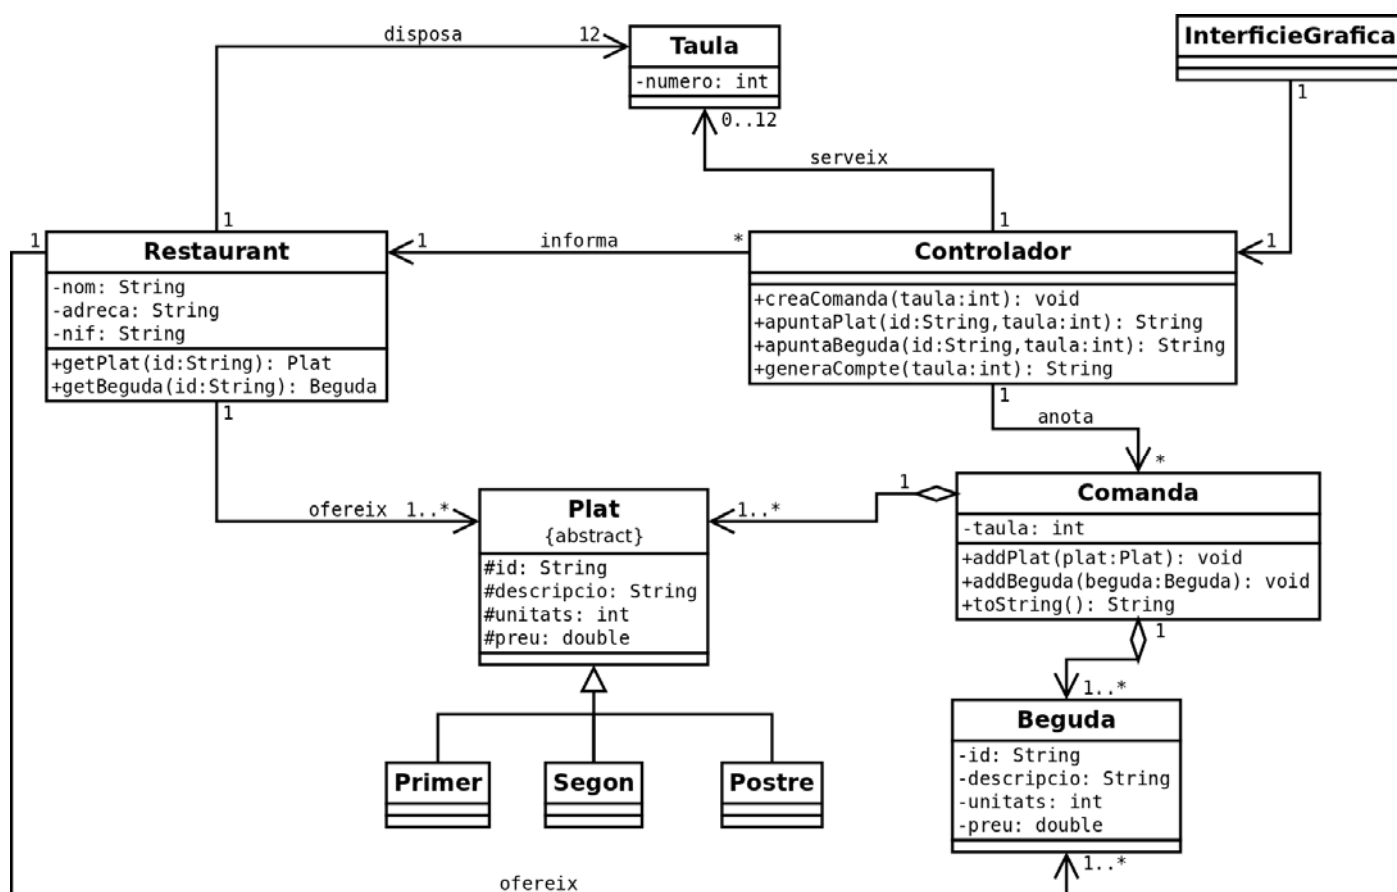 disposa
12
Taula
-numero: int
0..12
InterficieGrafica
1
serveix
1
1
1
Restaurant
-nom: String
-adreca: String
-nif: String
+getPlat(id:String): Plat
+getBeguda(id:String): Beguda
1
informa
*
1
Controlador
+creaComanda(taula:int): void
+apuntaPlat(id:String,taula:int): String
+apuntaBeguda(id:String,taula:int): String
+generaCompte(taula:int): String
1
1
anota
*
1
ofereix 1..*
Plat
{abstract}
#id: String
#descripcio: String
#unitats: int
#preu: double
1..*
1
Comanda
-taula: int
+addPlat(plat:Plat): void
+addBeguda(beguda:Beguda): void
+toString(): String
1
1..*
Primer
Segon
Postre
Beguda
-id: String
-descripcio: String
-unitats: int
-preu: double
1..*
ofereix